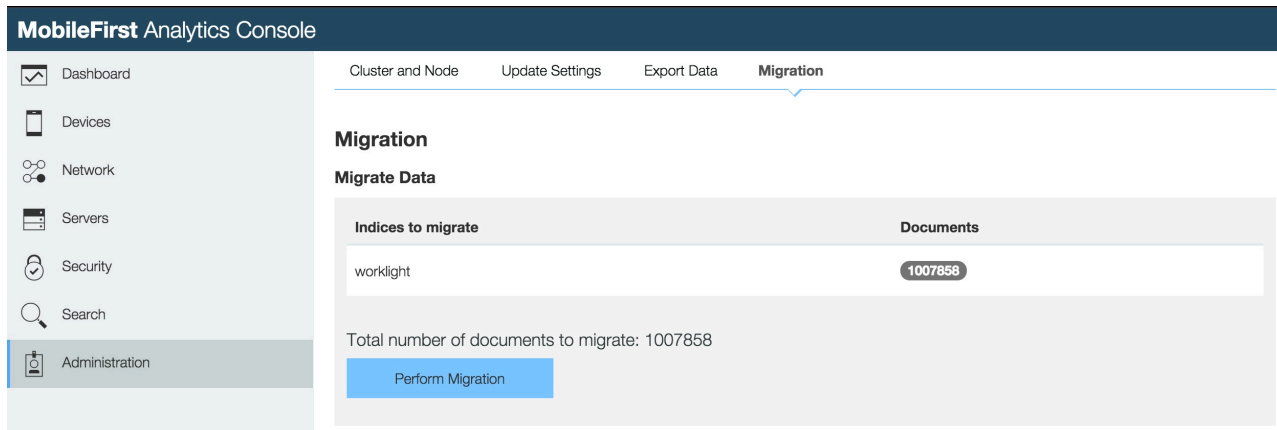 MobileFirst Analytics Console
Dashboard
Devices
Network
Servers
Security
Search
Administration
Cluster and Node Update Settings Export Data Migration
Migration
Migrate Data
Indices to migrate Documents
worklight 1007858
Total number of documents to migrate: 1007858
Perform Migration